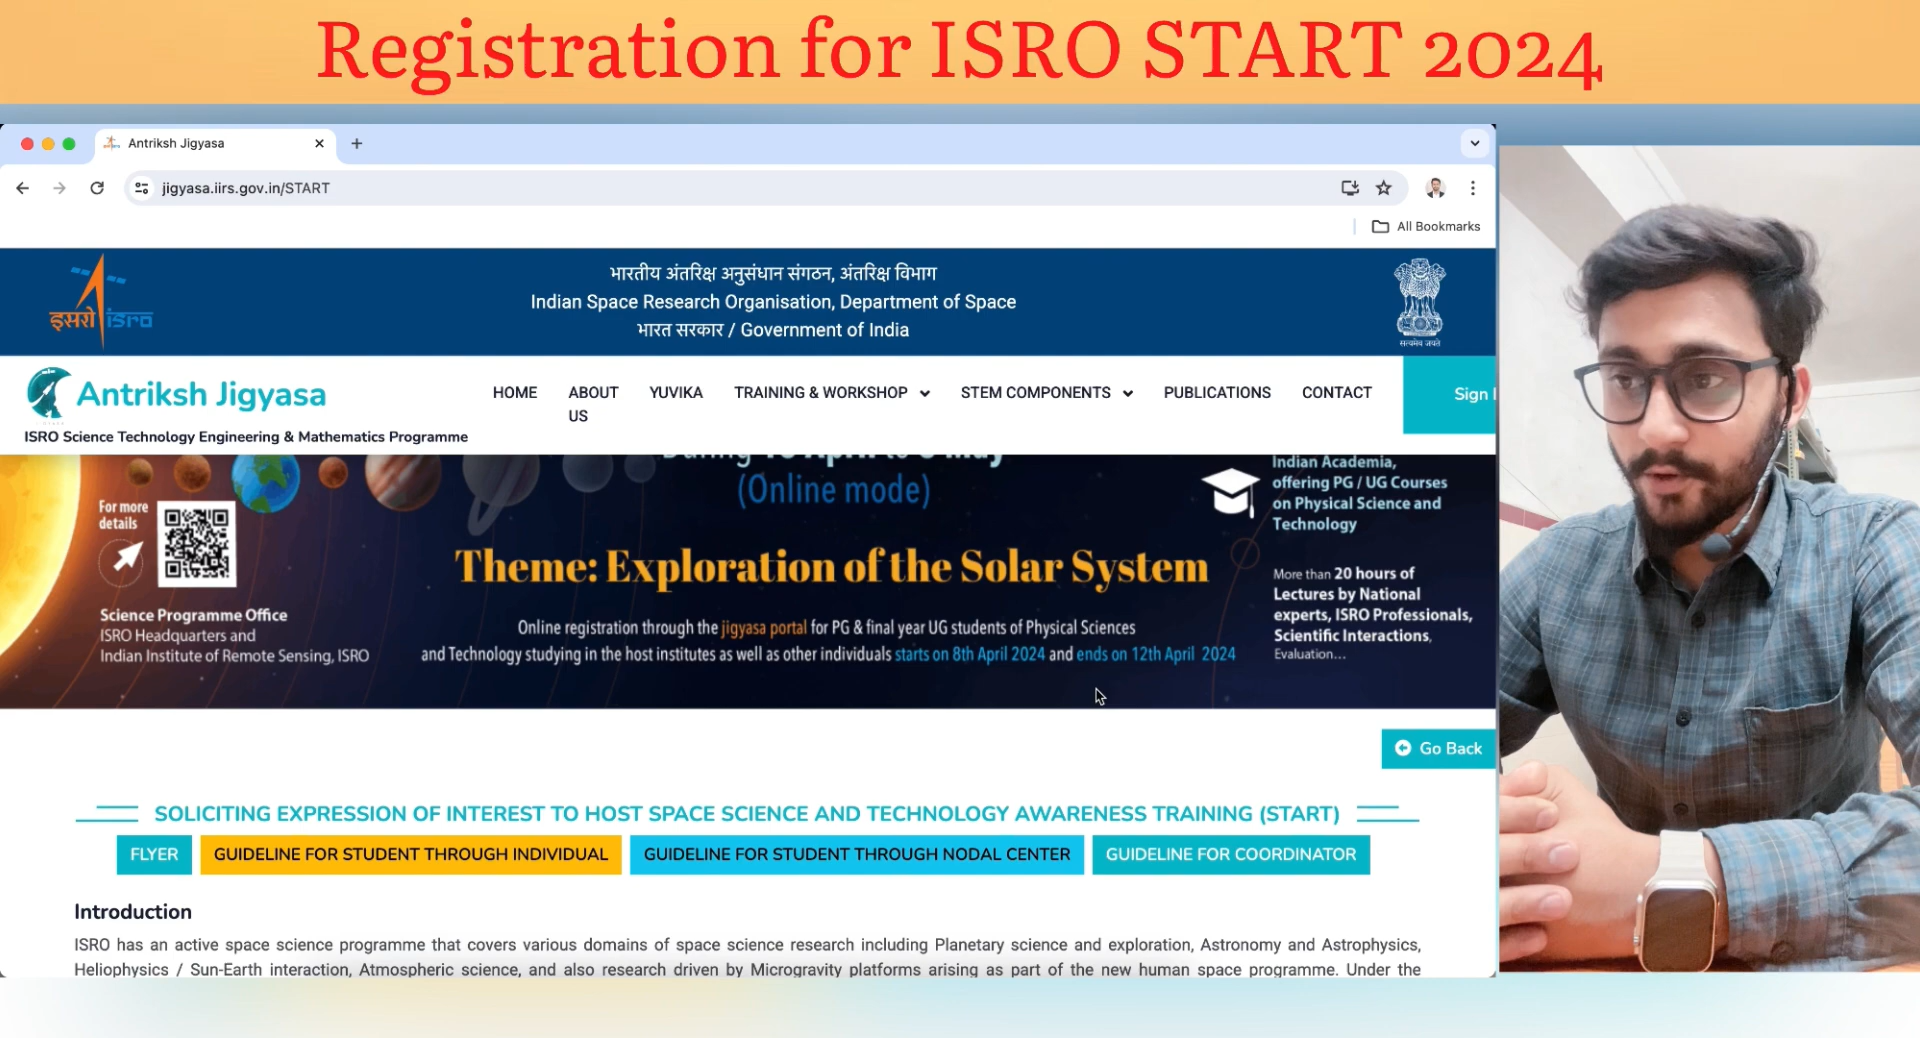 Registration for ISRO START 2024
Antriksh Jigyasa
jigyasa.iirs.gov.in/START
All Bookmarks
भारतीय अंतरिक्ष अनुसंधान संगठन, अंतरिक्ष विभाग
Indian Space Research Organisation, Department of Space
भारत सरकार / Government of India
इसरो isro
सत्यमेव जयते
Antriksh Jigyasa
ISRO Science Technology Engineering & Mathematics Programme
HOME
ABOUT US
YUVIKA
TRAINING & WORKSHOP
STEM COMPONENTS
PUBLICATIONS
CONTACT
Sign
For more
details
Science Programme Office
ISRO Headquarters and
Indian Institute of Remote Sensing, ISRO
(Online mode)
Theme: Exploration of the Solar System
Online registration through the jigyasa portal for PG & final year UG students of Physical Sciences
and Technology studying in the host institutes as well as other individuals starts on 8th April 2024 and ends on 12th April 2024
Indian Academia,
offering PG / UG Courses
on Physical Science and
Technology
More than 20 hours of
Lectures by National
experts, ISRO Professionals,
Scientific Interactions,
Evaluation...
Go Back
SOLICITING EXPRESSION OF INTEREST TO HOST SPACE SCIENCE AND TECHNOLOGY AWARENESS TRAINING (START)
FLYER
GUIDELINE FOR STUDENT THROUGH INDIVIDUAL
GUIDELINE FOR STUDENT THROUGH NODAL CENTER
GUIDELINE FOR COORDINATOR
Introduction
ISRO has an active space science programme that covers various domains of space science research including Planetary science and exploration, Astronomy and Astrophysics,
Heliophysics / Sun-Earth interaction, Atmospheric science, and also research driven by Microgravity platforms arising as part of the new human space programme. Under the